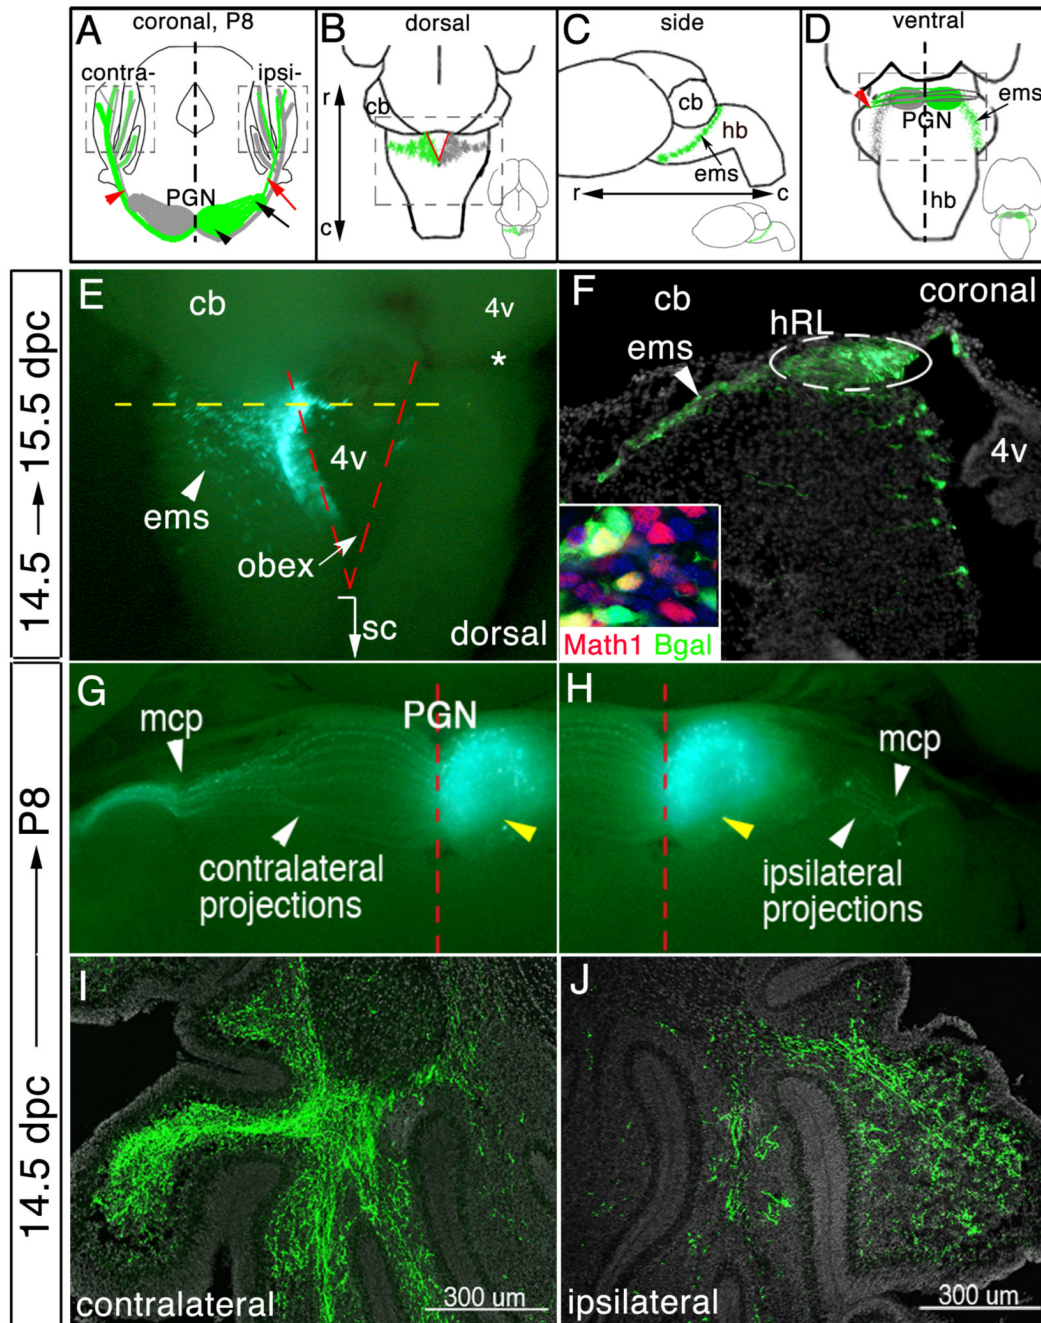 A
coronal, P8
contra-
ipsi-
PGN
B
dorsal
r
cb
c
C
side
cb
hb
ems
r
c
D
ventral
ems
PGN
hb
14.5 → 15.5 dpc
E
cb
4v
*
4v
ems
obex
sc
dorsal
F
cb
coronal
hRL
ems
4v
Math1 Bgal
14.5 dpc → P8
G
PGN
mcp
contralateral
projections
H
mcp
ipsilateral
projections
I
contralateral
300 um
J
ipsilateral
300 um